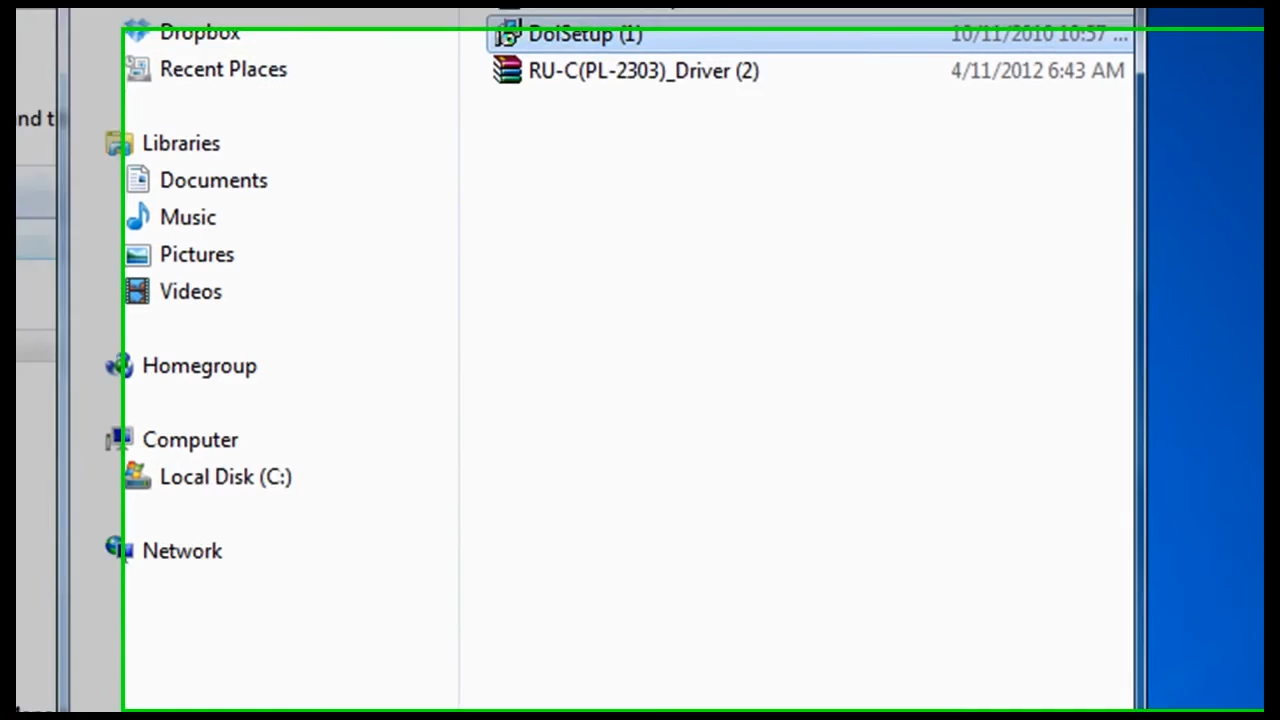 Dropbox
DolSetup (1) 10/11/2010 10:57 ...
Recent Places
RU-C(PL-2303)_Driver (2) 4/11/2012 6:43 AM
nd t
Libraries
Documents
Music
Pictures
Videos
Homegroup
Computer
Local Disk (C:)
Network